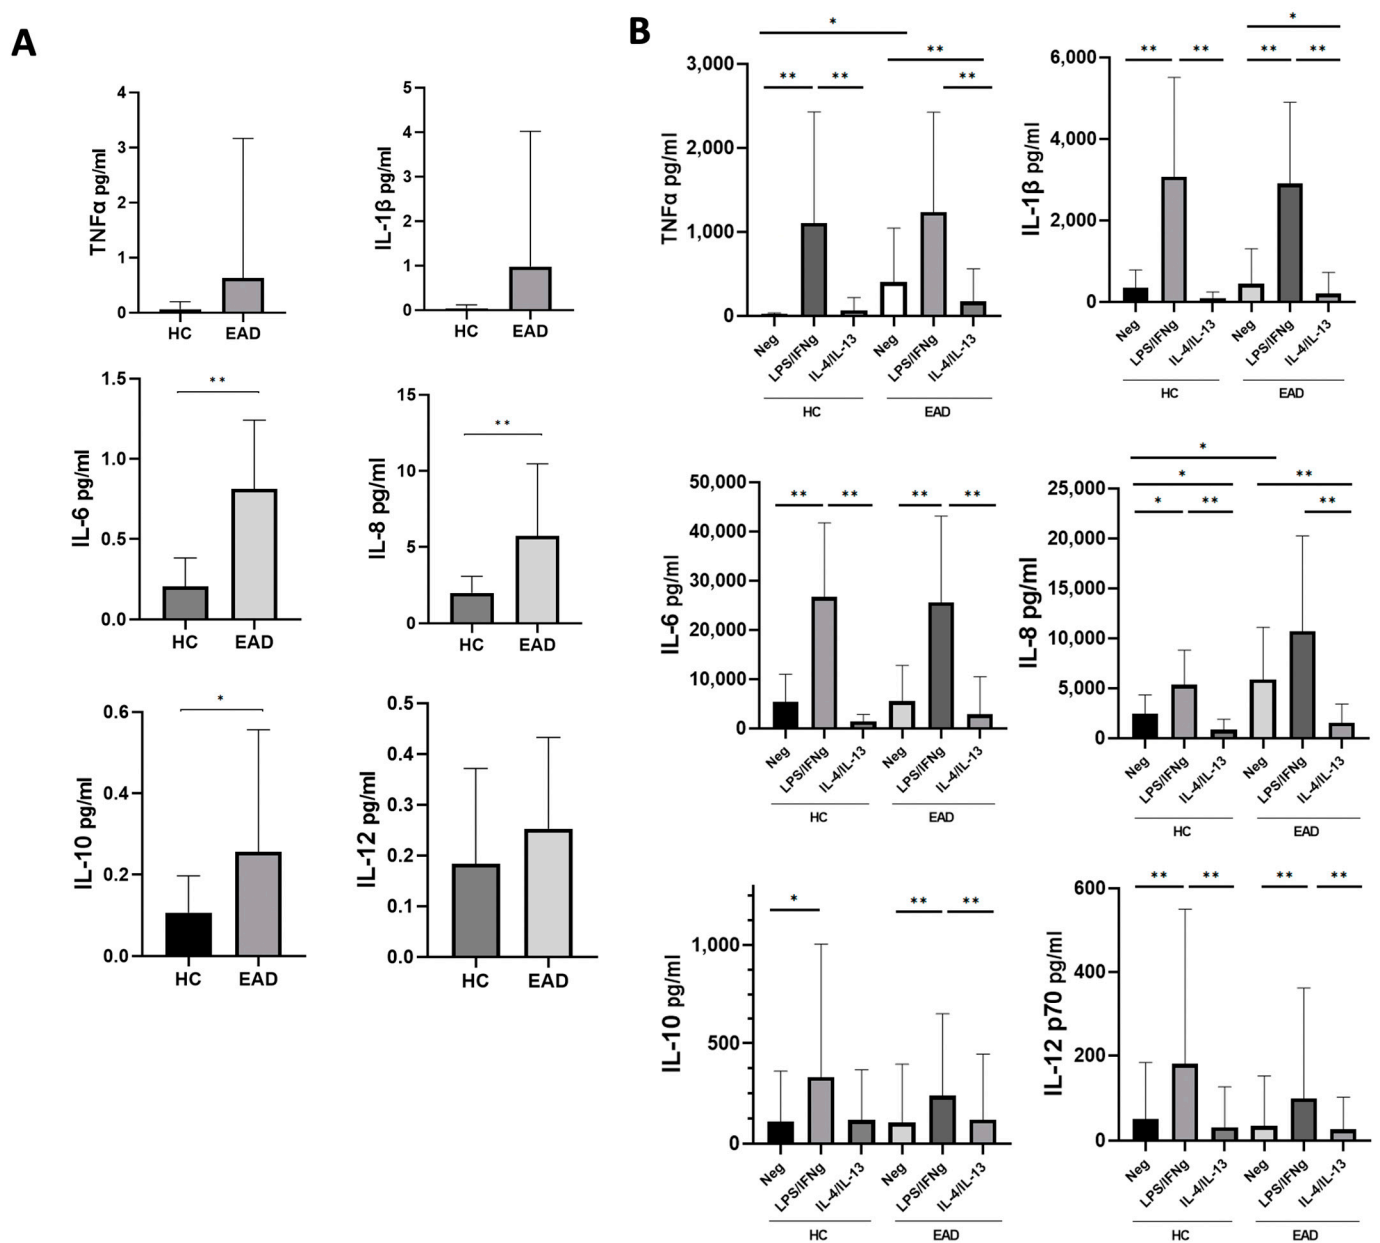 A
TNFα pg/ml
4
3
2
1
0
HC EAD
IL-1β pg/ml
5
4
3
2
1
0
HC EAD
IL-6 pg/ml
1.5
1.0
0.5
0.0
**
HC EAD
IL-8 pg/ml
15
10
5
0
**
HC EAD
IL-10 pg/ml
0.6
0.4
0.2
0.0
*
HC EAD
IL-12 pg/ml
0.5
0.4
0.3
0.2
0.1
0.0
HC EAD
B
TNFα pg/ml
3,000
2,000
1,000
0
*
**
** ** **
Neg LPS/IFNg IL-4/IL-13 Neg LPS/IFNg IL-4/IL-13
HC EAD
IL-1β pg/ml
6,000
4,000
2,000
0
*
** ** ** **
Neg LPS/IFNg IL-4/IL-13 Neg LPS/IFNg IL-4/IL-13
HC EAD
IL-6 pg/ml
50,000
40,000
30,000
20,000
10,000
0
** ** ** **
Neg LPS/IFNg IL-4/IL-13 Neg LPS/IFNg IL-4/IL-13
HC EAD
IL-8 pg/ml
25,000
20,000
15,000
10,000
5,000
0
*
* **
* ** **
Neg LPS/IFNg IL-4/IL-13 Neg LPS/IFNg IL-4/IL-13
HC EAD
IL-10 pg/ml
1,000
500
0
* ** **
Neg LPS/IFNg IL-4/IL-13 Neg LPS/IFNg IL-4/IL-13
HC EAD
IL-12 p70 pg/ml
600
400
200
0
** ** ** **
Neg LPS/IFNg IL-4/IL-13 Neg LPS/IFNg IL-4/IL-13
HC EAD